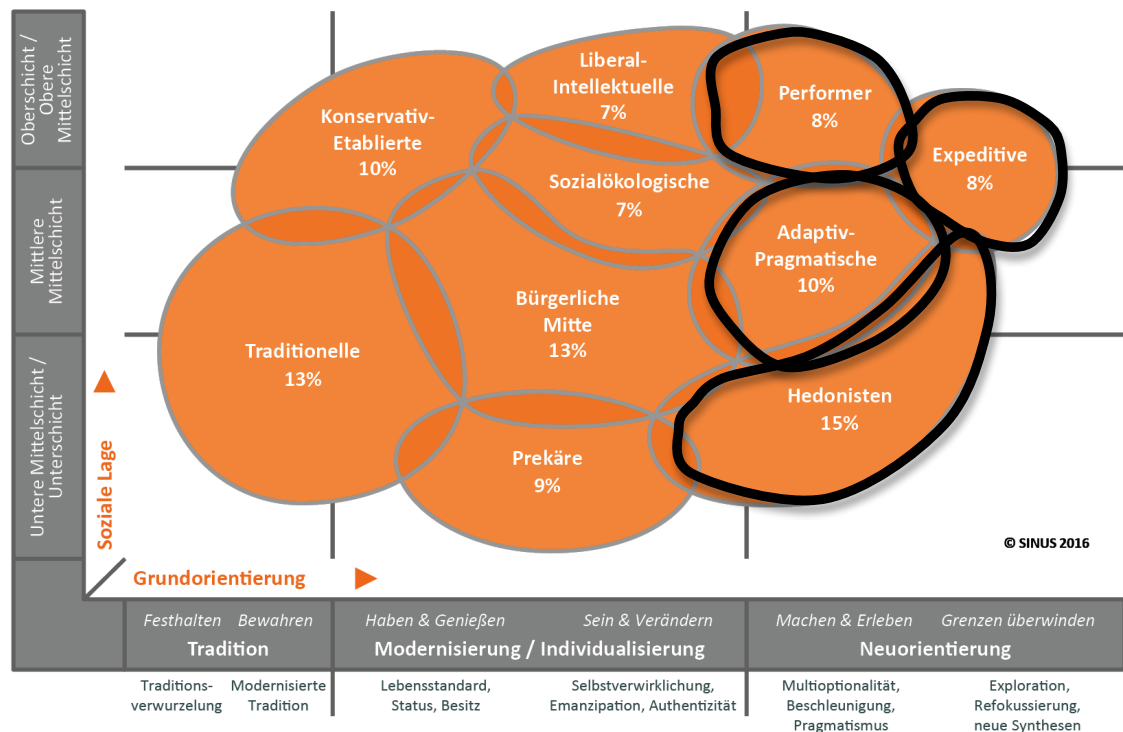 Oberschicht /
Obere
Mittelschicht
Mittlere
Mittelschicht
Untere Mittelschicht /
Unterschicht
Soziale Lage
Konservativ-
Etablierte
10%
Liberal-
Intellektuelle
7%
Performer
8%
Expeditive
8%
Sozialökologische
7%
Adaptiv-
Pragmatische
10%
Bürgerliche
Mitte
13%
Traditionelle
13%
Hedonisten
15%
Prekäre
9%
© SINUS 2016
Grundorientierung
Festhalten Bewahren
Tradition
Haben & Genießen Sein & Verändern
Modernisierung / Individualisierung
Machen & Erleben Grenzen überwinden
Neuorientierung
Traditions-
verwurzelung
Modernisierte
Tradition
Lebensstandard,
Status, Besitz
Selbstverwirklichung,
Emanzipation, Authentizität
Multioptionalität,
Beschleunigung,
Pragmatismus
Exploration,
Refokussierung,
neue Synthesen